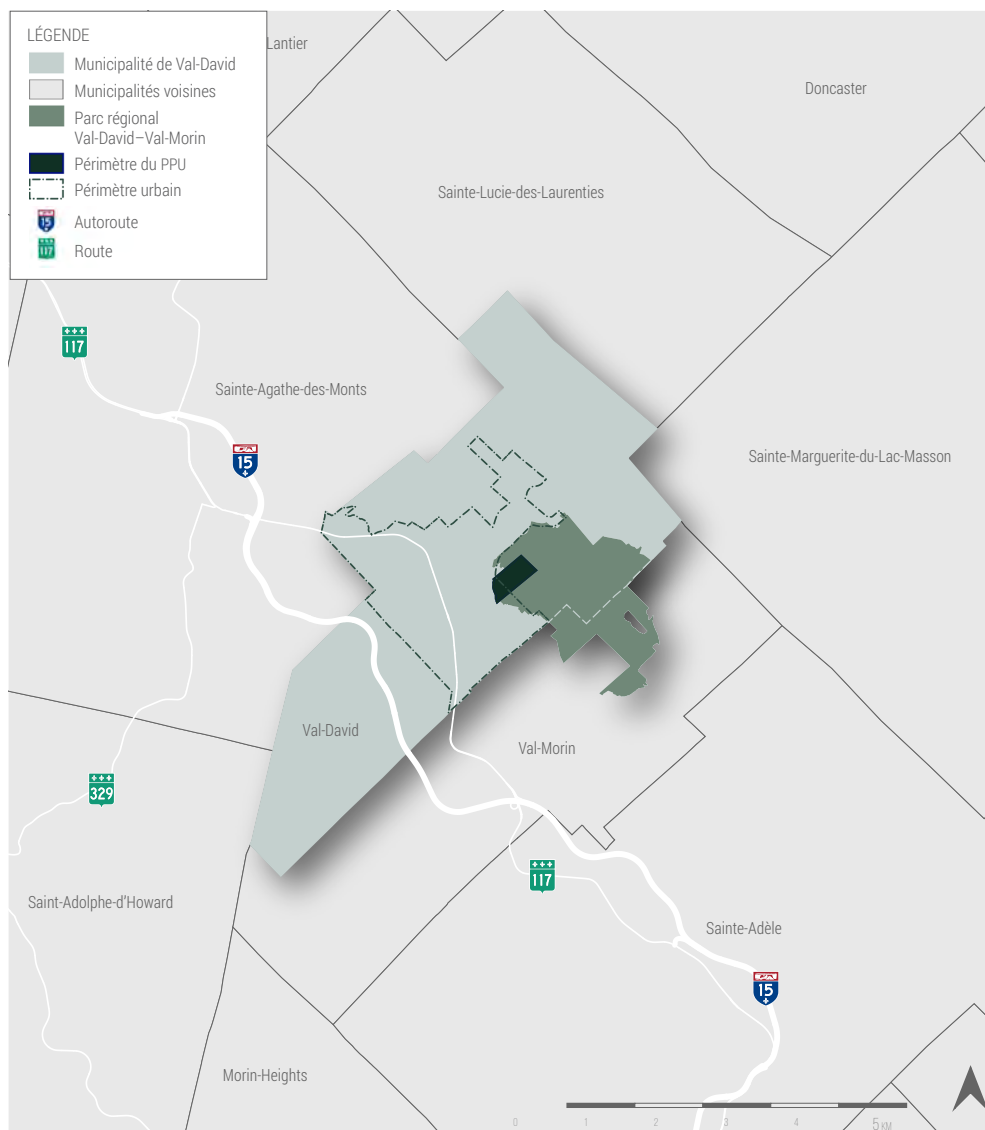 LÉGENDE
Municipalité de Val-David
Municipalités voisines
Parc régional
Val-David–Val-Morin
Périmètre du PPU
Périmètre urbain
15
Autoroute
117
Route
Lantier
Doncaster
Sainte-Lucie-des-Laurenties
117
Sainte-Agathe-des-Monts
15
Sainte-Marguerite-du-Lac-Masson
Val-David
Val-Morin
329
117
Saint-Adolphe-d'Howard
Sainte-Adèle
15
Morin-Heights
0 1 2 3 4 5 KM